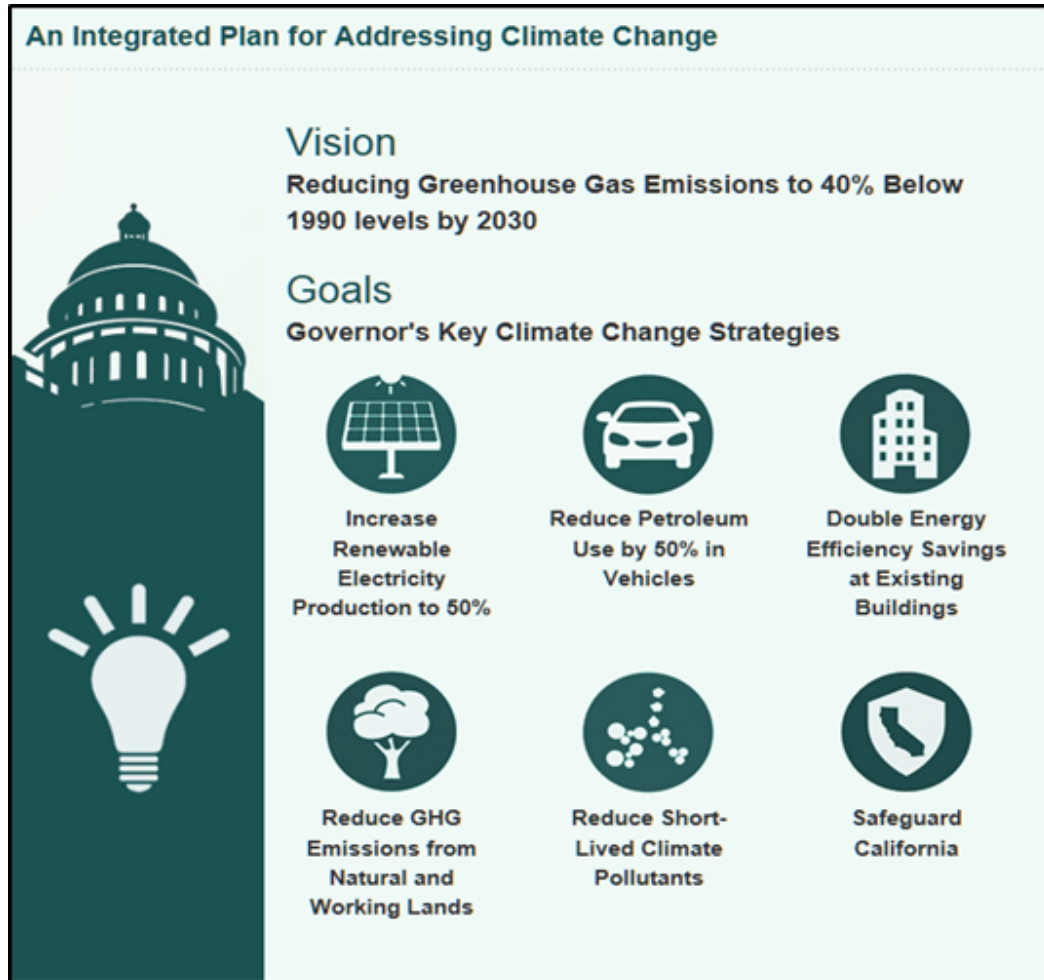 An Integrated Plan for Addressing Climate Change
Vision
Reducing Greenhouse Gas Emissions to 40% Below
1990 levels by 2030
Goals
Governor's Key Climate Change Strategies
Increase
Renewable
Electricity
Production to 50%
Reduce Petroleum
Use by 50% in
Vehicles
Double Energy
Efficiency Savings
at Existing
Buildings
Reduce GHG
Emissions from
Natural and
Working Lands
Reduce Short-
Lived Climate
Pollutants
Safeguard
California